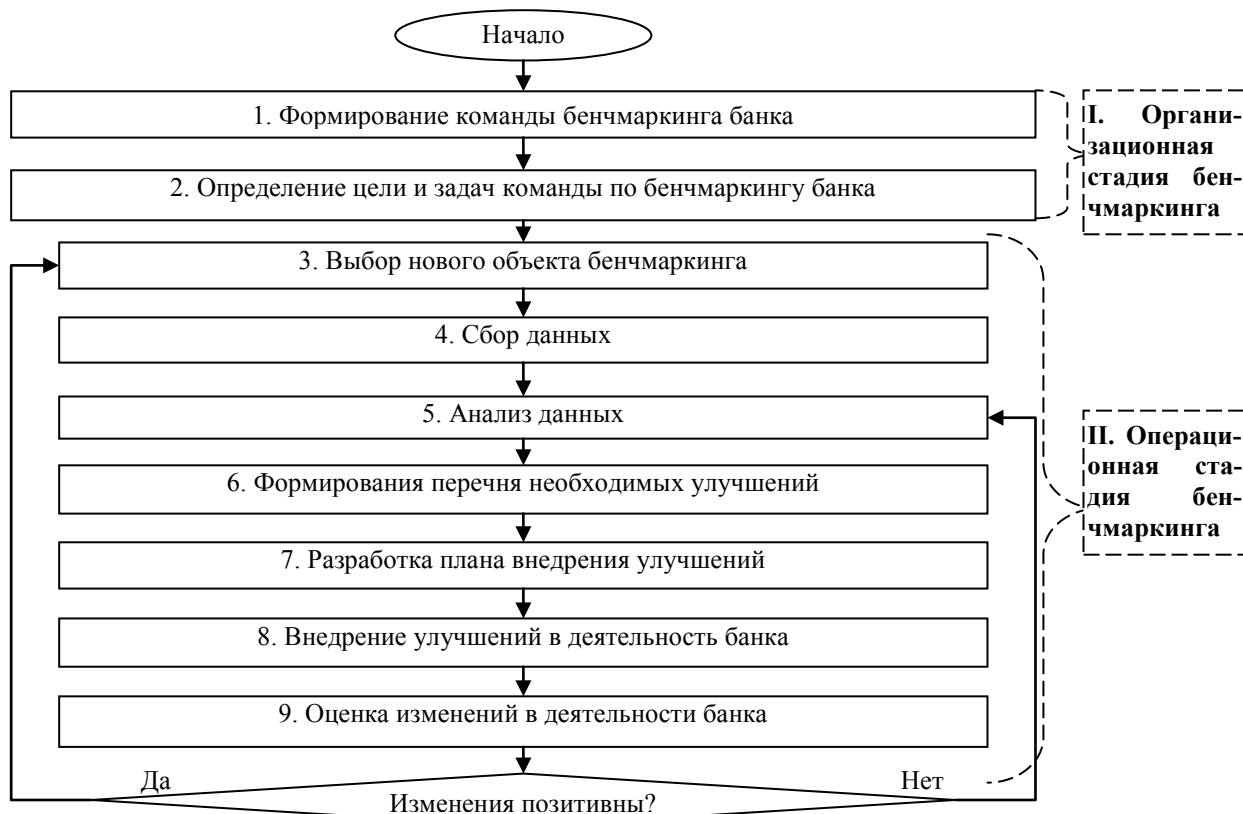 Начало
1. Формирование команды бенчмаркинга банка
2. Определение цели и задач команды по бенчмаркингу банка
I. Органи-
зационная
стадия бен-
чмаркинга
3. Выбор нового объекта бенчмаркинга
4. Сбор данных
5. Анализ данных
6. Формирования перечня необходимых улучшений
7. Разработка плана внедрения улучшений
8. Внедрение улучшений в деятельность банка
9. Оценка изменений в деятельности банка
II. Операци-
онная ста-
дия бен-
чмаркинга
Да
Нет
Изменения позитивны?